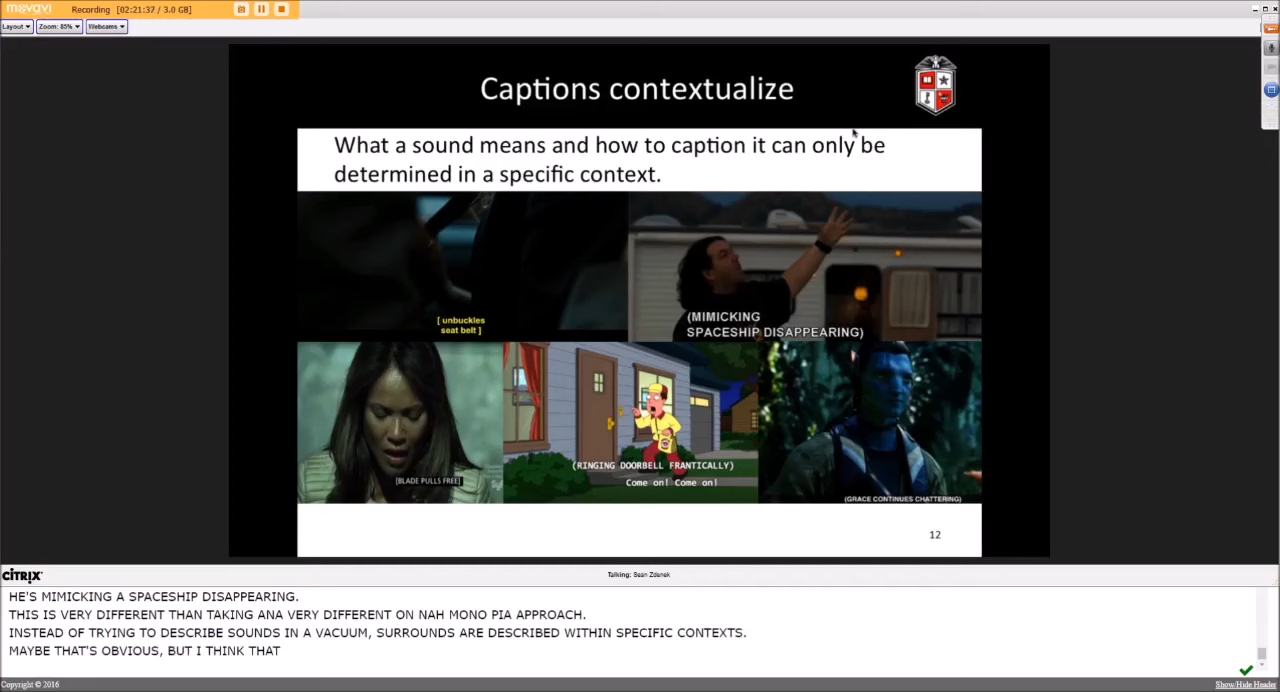 movavi Recording [02:21:37 / 3.0 GB]
Layout Zoom: 85% Webcams
Captions contextualize
What a sound means and how to caption it can only be
determined in a specific context.
[ unbuckles
seat belt ]
(MIMICKING
SPACESHIP DISAPPEARING)
[BLADE PULLS FREE]
(RINGING DOORBELL FRANTICALLY)
Come on! Come on!
(GRACE CONTINUES CHATTERING)
12
CİTRIX
Talking: Sean Zdenek
HE'S MIMICKING A SPACESHIP DISAPPEARING.
THIS IS VERY DIFFERENT THAN TAKING ANA VERY DIFFERENT ON NAH MONO PIA APPROACH.
INSTEAD OF TRYING TO DESCRIBE SOUNDS IN A VACUUM, SURROUNDS ARE DESCRIBED WITHIN SPECIFIC CONTEXTS.
MAYBE THAT'S OBVIOUS, BUT I THINK THAT
Copyright © 2016
Show/Hide Header